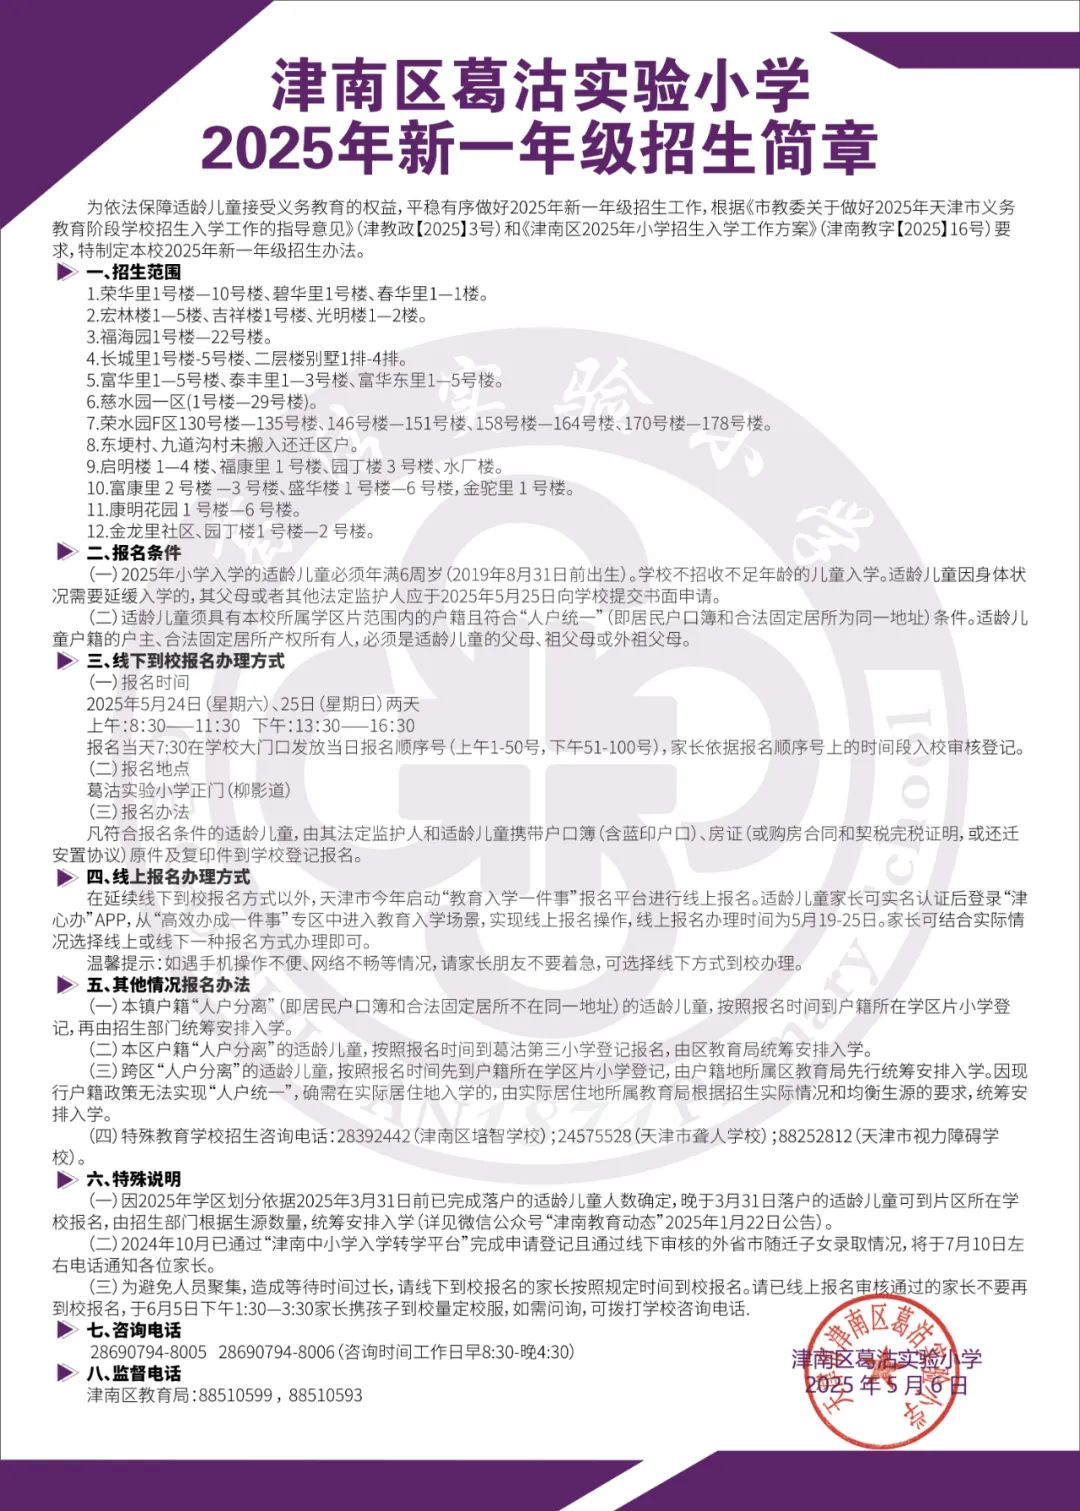 津南区葛沽实验小学
2025年新一年级招生简章
为依法保障适龄儿童接受义务教育的权益，平稳有序做好2025年新一年级招生工作，根据《市教委关于做好2025年天津市义务
教育阶段学校招生入学工作的指导意见》（津教政【2025】3号）和《津南区2025年小学招生入学工作方案》（津南教字【2025】16号）要
求，特制定本校2025年新一年级招生办法。
一、招生范围
1.荣华里1号楼—10号楼、碧华里1号楼、春华里1—1楼。
2.宏林楼1—5楼、吉祥楼1号楼、光明楼1—2楼。
3.福海园1号楼—22号楼。
4.长城里1号楼-5号楼、二层楼别墅1排-4排。
5.富华里1—5号楼、泰丰里1—3号楼、富华东里1—5号楼。
6.慈水园一区(1号楼—29号楼)。
7.荣水园F区130号楼—135号楼、146号楼—151号楼、158号楼—164号楼、170号楼—178号楼。
8.东埂村、九道沟村未搬入还迁区户。
9.启明楼 1—4 楼、福康里 1 号楼、园丁楼 3 号楼、水厂楼。
10.富康里 2 号楼 —3 号楼、盛华楼 1 号楼—6 号楼，金驼里 1 号楼。
11.康明花园 1 号楼—6 号楼。
12.金龙里社区、园丁楼1 号楼—2 号楼。
二、报名条件
（一）2025年小学入学的适龄儿童必须年满6周岁（2019年8月31日前出生）。学校不招收不足年龄的儿童入学。适龄儿童因身体状
况需要延缓入学的，其父母或者其他法定监护人应于2025年5月25日向学校提交书面申请。
（二）适龄儿童须具有本校所属学区片范围内的户籍且符合“人户统一”（即居民户口簿和合法固定居所为同一地址）条件。适龄儿
童户籍的户主、合法固定居所产权所有人，必须是适龄儿童的父母、祖父母或外祖父母。
三、线下到校报名办理方式
（一）报名时间
2025年5月24日（星期六）、25日（星期日）两天
上午：8:30——11:30 下午：13:30——16:30
报名当天7:30在学校大门口发放当日报名顺序号（上午1-50号，下午51-100号），家长依据报名顺序号上的时间段入校审核登记。
（二）报名地点
葛沽实验小学正门（柳影道）
（三）报名办法
凡符合报名条件的适龄儿童，由其法定监护人和适龄儿童携带户口簿（含蓝印户口）、房证（或购房合同和契税完税证明，或还迁
安置协议）原件及复印件到学校登记报名。
四、线上报名办理方式
在延续线下到校报名方式以外，天津市今年启动“教育入学一件事”报名平台进行线上报名。适龄儿童家长可实名认证后登录“津
心办”APP，从“高效办成一件事”专区中进入教育入学场景，实现线上报名操作，线上报名办理时间为5月19-25日。家长可结合实际情
况选择线上或线下一种报名方式办理即可。
温馨提示：如遇手机操作不便、网络不畅等情况，请家长朋友不要着急，可选择线下方式到校办理。
五、其他情况报名办法
（一）本镇户籍“人户分离”（即居民户口簿和合法固定居所不在同一地址）的适龄儿童，按照报名时间到户籍所在学区片小学登
记，再由招生部门统筹安排入学。
（二）本区户籍“人户分离”的适龄儿童，按照报名时间到葛沽第三小学登记报名，由区教育局统筹安排入学。
（三）跨区“人户分离”的适龄儿童，按照报名时间先到户籍所在学区片小学登记，由户籍地所属区教育局先行统筹安排入学。因现
行户籍政策无法实现“人户统一”，确需在实际居住地入学的，由实际居住地所属教育局根据招生实际情况和均衡生源的要求，统筹安
排入学。
（四）特殊教育学校招生咨询电话：28392442（津南区培智学校）；24575528（天津市聋人学校）；88252812（天津市视力障碍学
校）。
六、特殊说明
（一）因2025年学区划分依据2025年3月31日前已完成落户的适龄儿童人数确定，晚于3月31日落户的适龄儿童可到片区所在学
校报名，由招生部门根据生源数量，统筹安排入学（详见微信公众号“津南教育动态”2025年1月22日公告）。
（二）2024年10月已通过“津南中小学入学转学平台”完成申请登记且通过线下审核的外省市随迁子女录取情况，将于7月10日左
右电话通知各位家长。
（三）为避免人员聚集，造成等待时间过长，请线下到校报名的家长按照规定时间到校报名。请已线上报名审核通过的家长不要再
到校报名，于6月5日下午1:30—3:30家长携孩子到校量定校服，如需问询，可拨打学校咨询电话.
七、咨询电话
28690794-8005 28690794-8006（咨询时间工作日早8:30-晚4:30）
八、监督电话
津南区教育局：88510599，88510593
津南区葛沽实验小学
2025 年 5 月 6 日